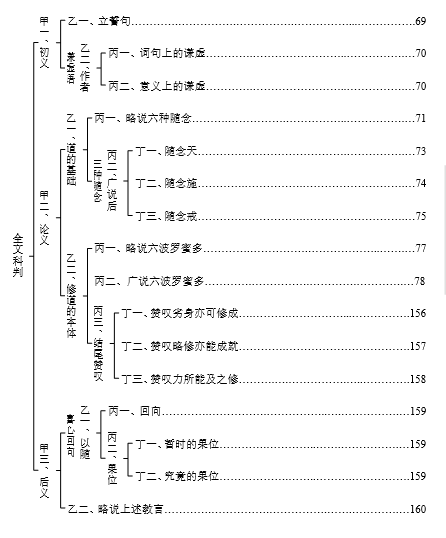 全文科判
甲一、初义
乙一、立誓句……69
乙二、作者
谦虚略
丙一、词句上的谦虚……70
丙二、意义上的谦虚……70
甲二、论义
乙一、道的基础
丙一、略说六种随念……71
丙二、广说后
三种随念
丁一、随念天……73
丁二、随念施……74
丁三、随念戒……75
乙二、修道的本体
丙一、略说六波罗蜜多……77
丙二、广说六波罗蜜多……78
丙三、结尾赞叹
丁一、赞叹劣身亦可修成……156
丁二、赞叹略修亦能成就……157
丁三、赞叹力所能及之修……158
甲三、后义
乙一、以随
喜心回向
丙一、回向……159
丙二、果位
丁一、暂时的果位……159
丁二、究竟的果位……159
乙二、略说上述教言……160